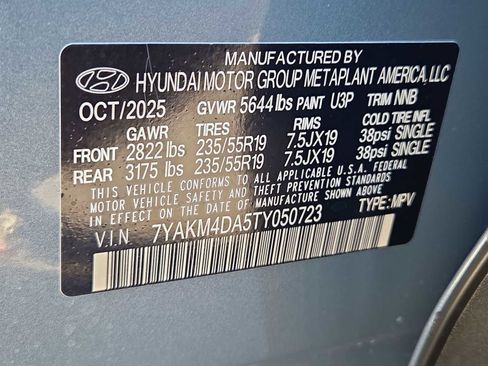 MANUFACTURED BY
HYUNDAI MOTOR GROUP METAPLANT AMERICA, LLC
OCT/2025 GVWR 5644 lbs PAINT U3P TRIM NNB
GAWR TIRES RIMS COLD TIRE INFL
FRONT 2822 lbs 235/55R19 7.5JX19 38psi SINGLE
REAR 3175 lbs 235/55R19 7.5JX19 38psi SINGLE
THIS VEHICLE CONFORMS TO ALL APPLICABLE U.S.A. FEDERAL
MOTOR VEHICLE SAFETY AND THEFT PREVENTION STANDARDS
IN EFFECT ON THE DATE OF MANUFACTURE SHOWN ABOVE
V.I.N 7YAKM4DA5TY050723 TYPE: MPV